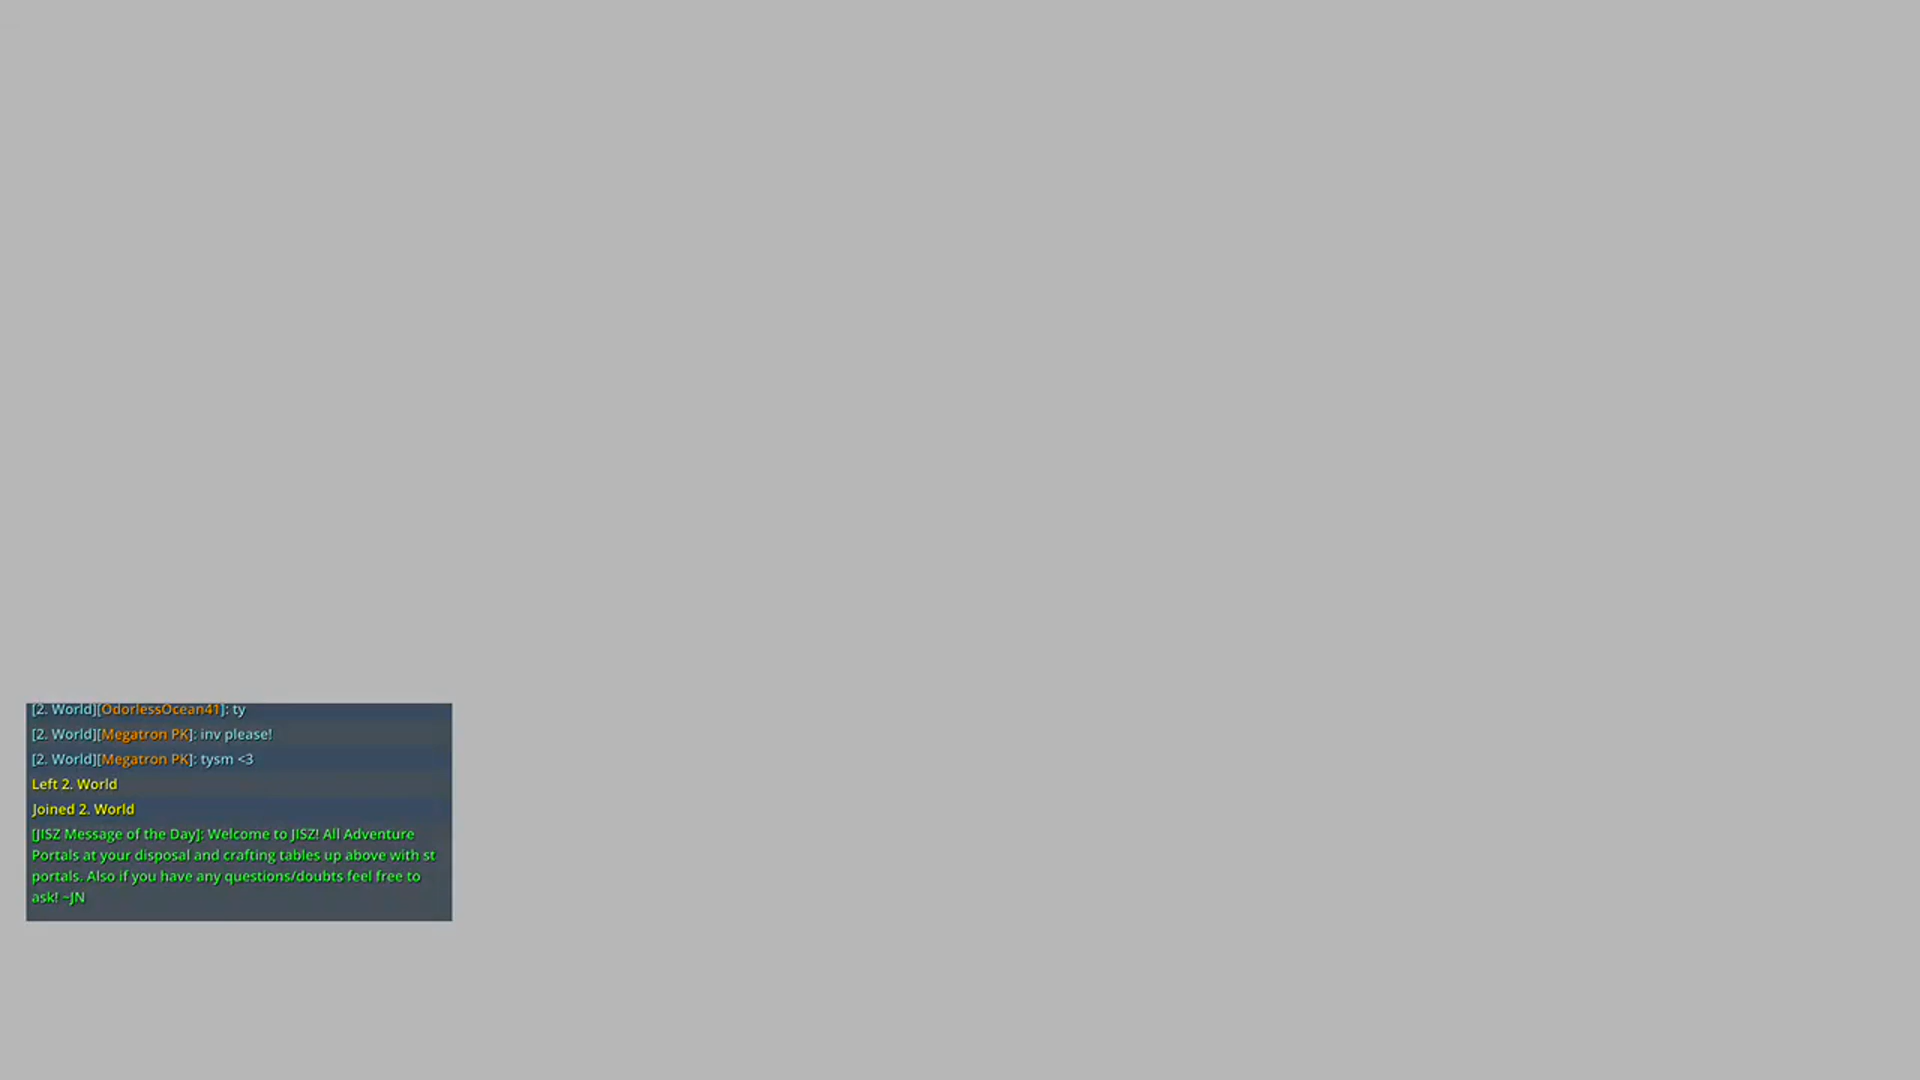 [2. World][OdorlessOcean41]: ty
[2. World][Megatron PK]: inv please!
[2. World][Megatron PK]: tysm <3
Left 2. World
Joined 2. World
[JISZ Message of the Day]: Welcome to JISZ! All Adventure
Portals at your disposal and crafting tables up above with st
portals. Also if you have any questions/doubts feel free to
ask! ~JN